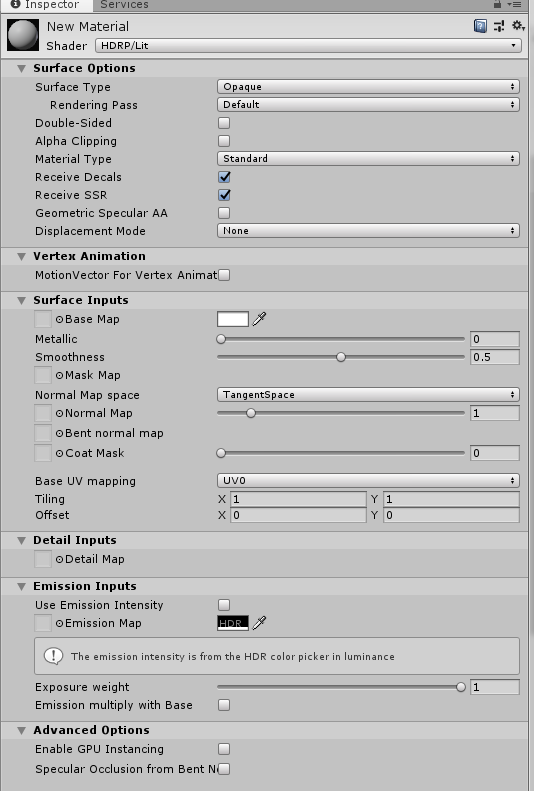 Inspector
Services
New Material
Shader HDRP/Lit
Surface Options
Surface Type Opaque
Rendering Pass Default
Double-Sided
Alpha Clipping
Material Type Standard
Receive Decals
Receive SSR
Geometric Specular AA
Displacement Mode None
Vertex Animation
MotionVector For Vertex Animat
Surface Inputs
Base Map
Metallic 0
Smoothness 0.5
Mask Map
Normal Map space TangentSpace
Normal Map 1
Bent normal map
Coat Mask 0
Base UV mapping UV0
Tiling X 1 Y 1
Offset X 0 Y 0
Detail Inputs
Detail Map
Emission Inputs
Use Emission Intensity
Emission Map HDR
The emission intensity is from the HDR color picker in luminance
Exposure weight 1
Emission multiply with Base
Advanced Options
Enable GPU Instancing
Specular Occlusion from Bent No